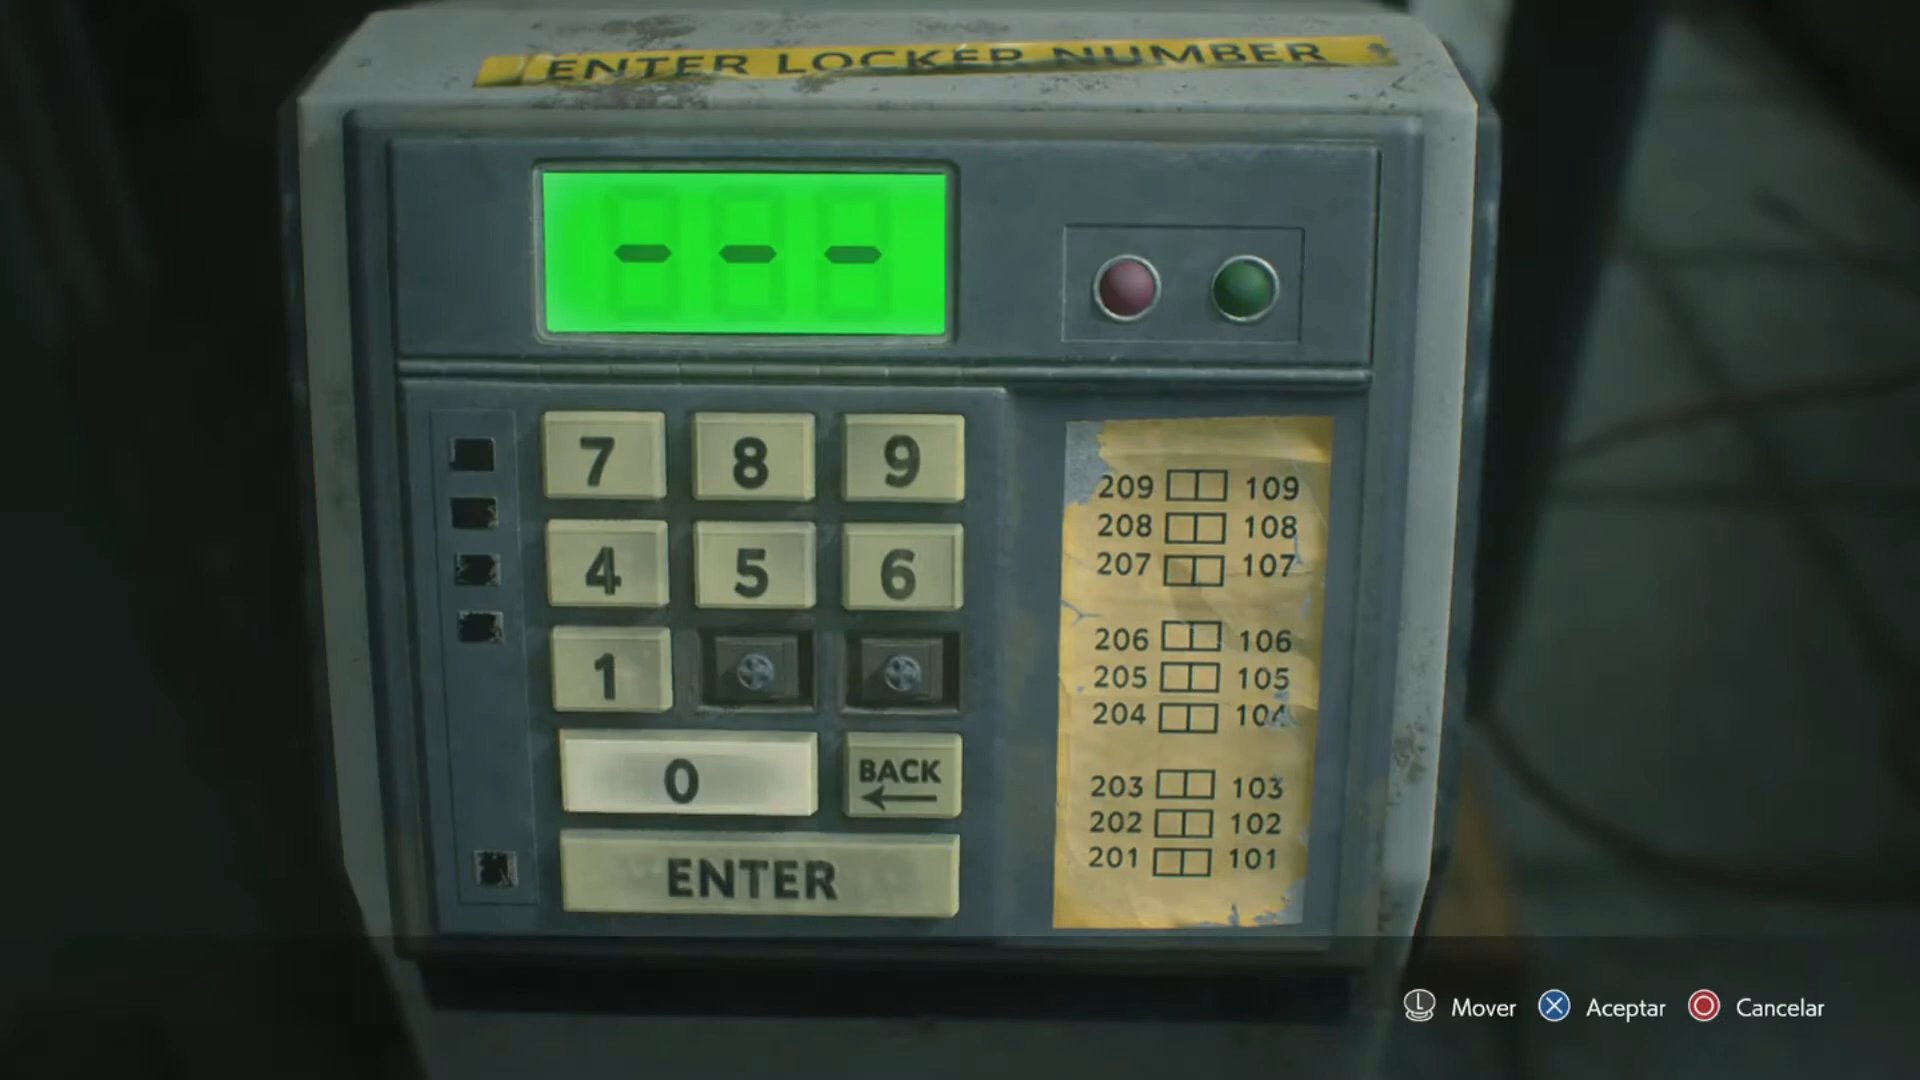 ENTER LOCKER NUMBER
- - -
7 8 9
4 5 6
1
0 BACK
ENTER
209 109
208 108
207 107
206 106
205 105
204 104
203 103
202 102
201 101
L Mover Aceptar Cancelar